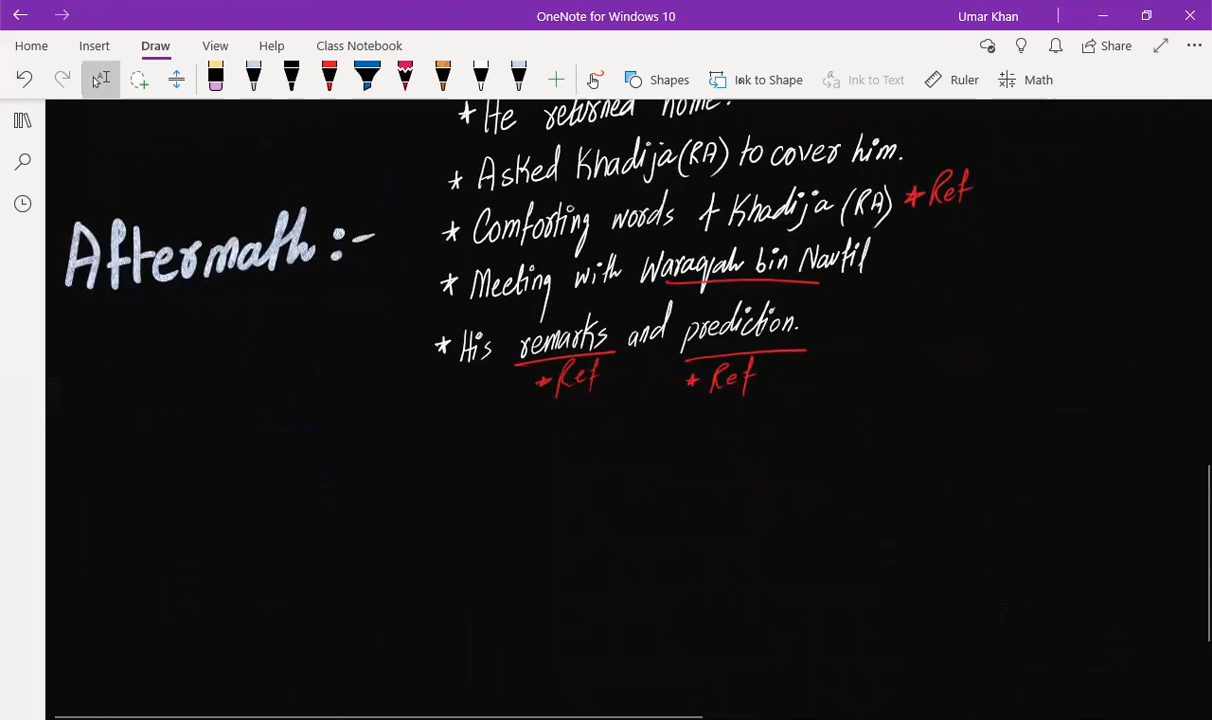 OneNote for Windows 10
Umar Khan
Home Insert Draw View Help Class Notebook
Share
Shapes Ink to Shape Ink to Text Ruler Math
* He returned home.
* Asked Khadija(RA) to cover him.
* Comforting words of Khadija (RA) * Ref
Aftermath :-
* Meeting with Waraqah bin Naufil
* His remarks and prediction.
* Ref * Ref